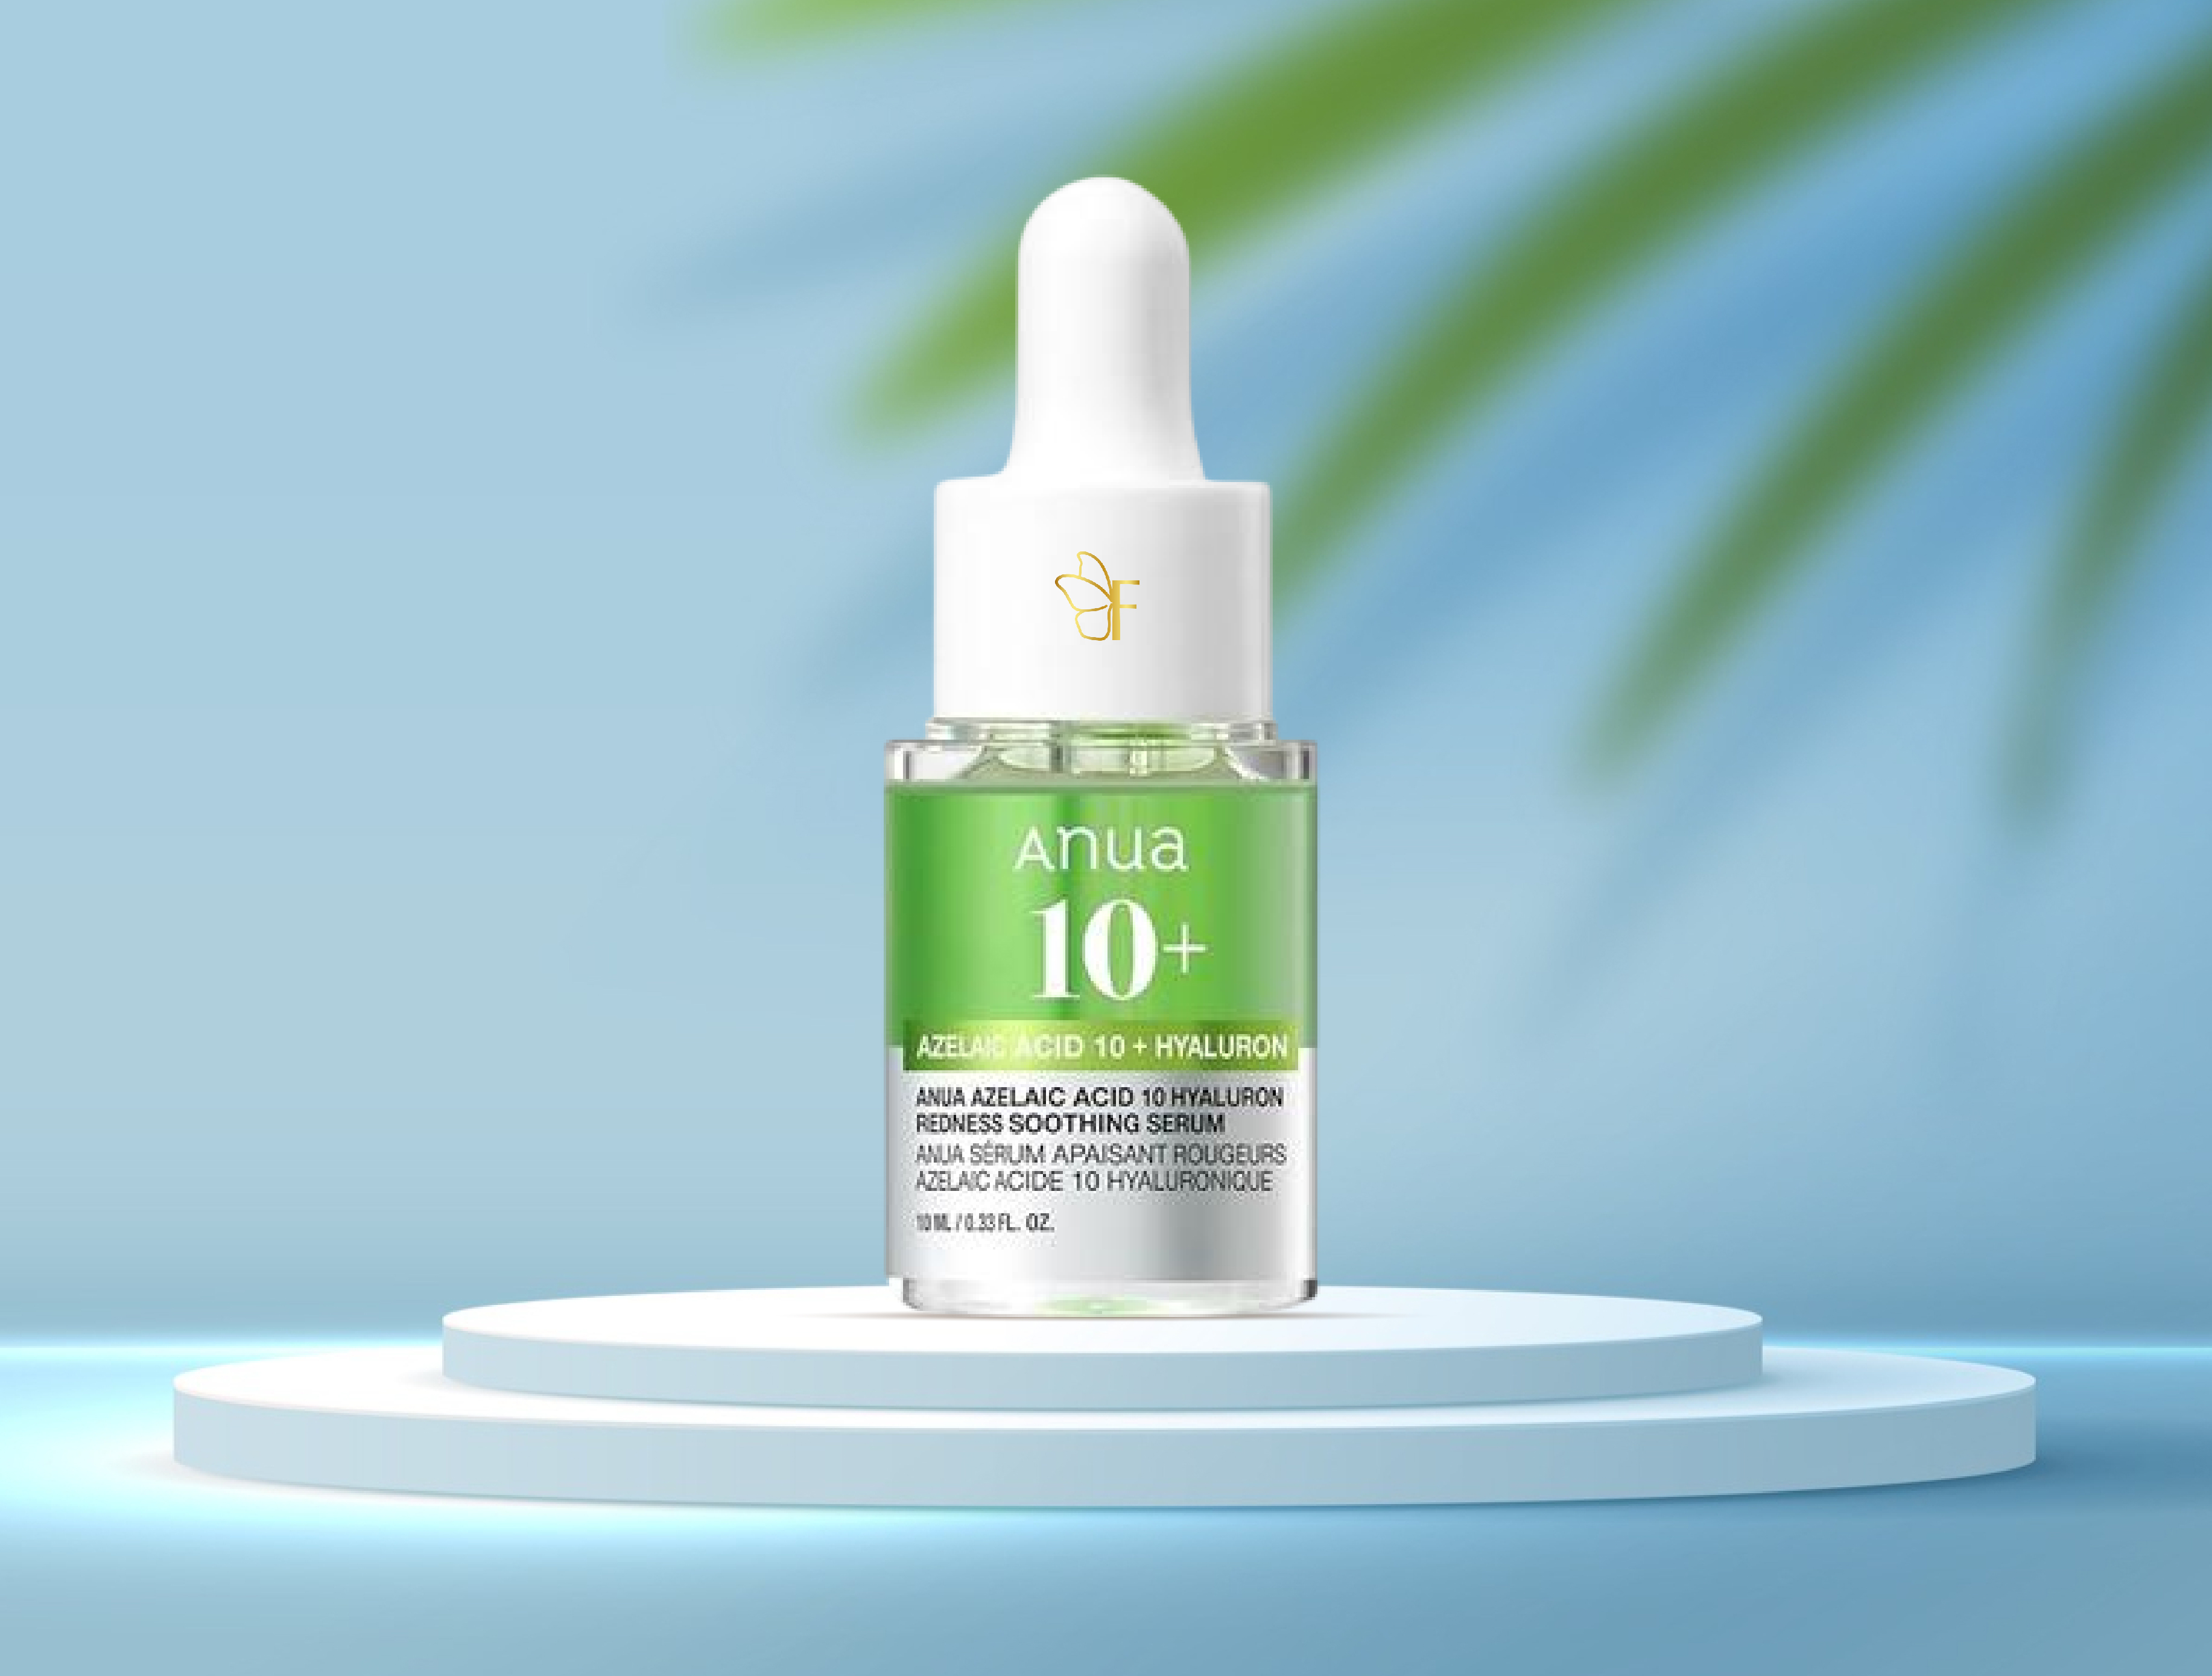 F
Anua
10+
AZELAIC ACID 10 + HYALURON
ANUA AZELAIC ACID 10 HYALURON
REDNESS SOOTHING SERUM
ANUA SÉRUM APAISANT ROUGEURS
AZELAIC ACIDE 10 HYALURONIQUE
10 ML / 0.33 FL. OZ.